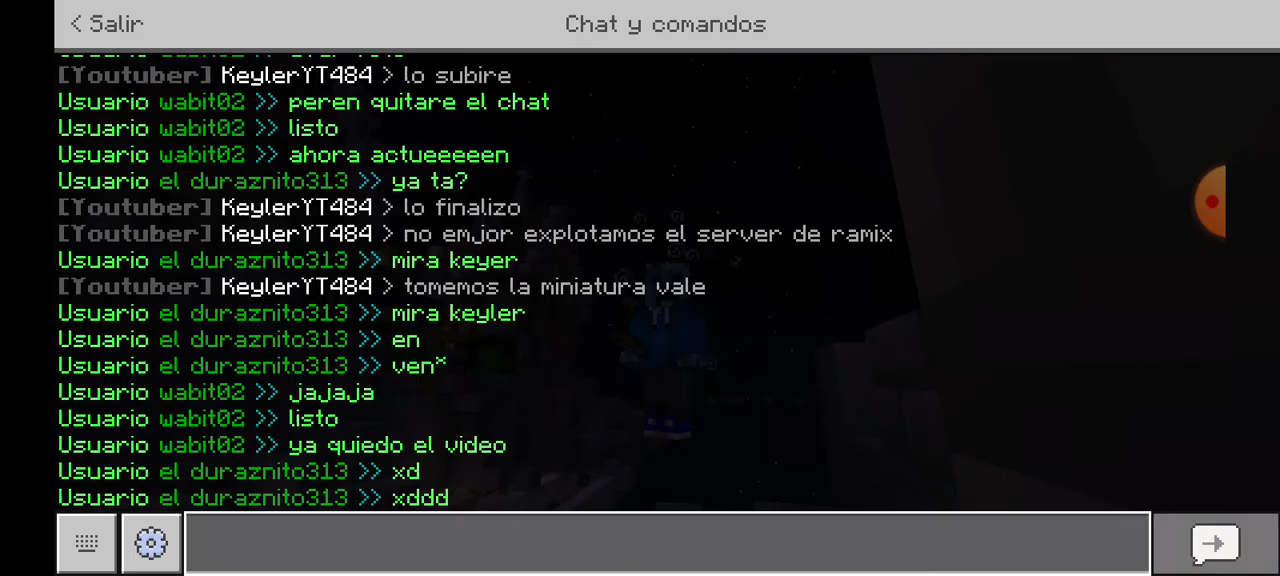 < Salir
Chat y comandos
[Youtuber] KeylerYT484 > lo subire
Usuario wabit02 >> peren quitare el chat
Usuario wabit02 >> listo
Usuario wabit02 >> ahora actueeeeen
Usuario el duraznito313 >> ya ta?
[Youtuber] KeylerYT484 > lo finalizo
[Youtuber] KeylerYT484 > no emjor explotamos el server de ramix
Usuario el duraznito313 >> mira keyer
[Youtuber] KeylerYT484 > tomemos la miniatura vale
Usuario el duraznito313 >> mira keyler
Usuario el duraznito313 >> en
Usuario el duraznito313 >> ven*
Usuario wabit02 >> jajaja
Usuario wabit02 >> listo
Usuario wabit02 >> ya quiedo el video
Usuario el duraznito313 >> xd
Usuario el duraznito313 >> xddd